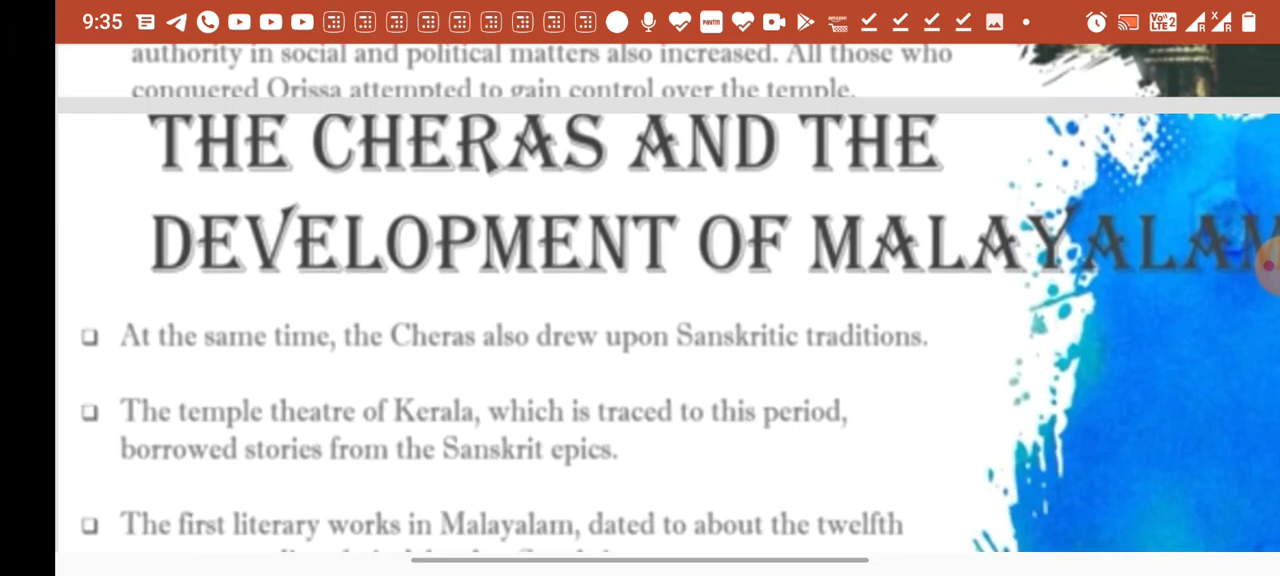 9:35
authority in social and political matters also increased. All those who
conquered Orissa attempted to gain control over the temple.
THE CHERAS AND THE
DEVELOPMENT OF MALAYALAM
❑ At the same time, the Cheras also drew upon Sanskritic traditions.
❑ The temple theatre of Kerala, which is traced to this period,
borrowed stories from the Sanskrit epics.
❑ The first literary works in Malayalam, dated to about the twelfth